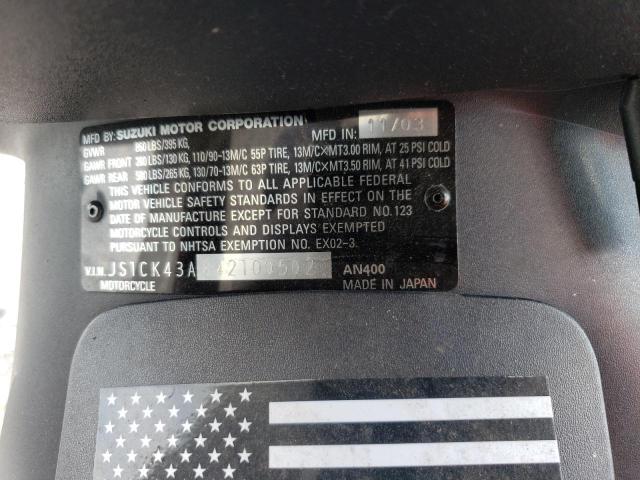 MFD BY: SUZUKI MOTOR CORPORATION MFD IN: 11/03
GVWR 860 LBS/395 KG,
GAWR FRONT 280 LBS/130 KG, 110/90-13M/C 55P TIRE, 13M/C×MT3.00 RIM, AT 25 PSI COLD
GAWR REAR 580 LBS/265 KG, 130/70-13M/C 63P TIRE, 13M/C×MT3.50 RIM, AT 41 PSI COLD
THIS VEHICLE CONFORMS TO ALL APPLICABLE FEDERAL
MOTOR VEHICLE SAFETY STANDARDS IN EFFECT ON THE
DATE OF MANUFACTURE EXCEPT FOR STANDARD NO.123
MOTORCYCLE CONTROLS AND DISPLAYS EXEMPTED
PURSUANT TO NHTSA EXEMPTION NO. EX02-3.
V.I.N. JS1CK43A842100502 AN400
MOTORCYCLE MADE IN JAPAN